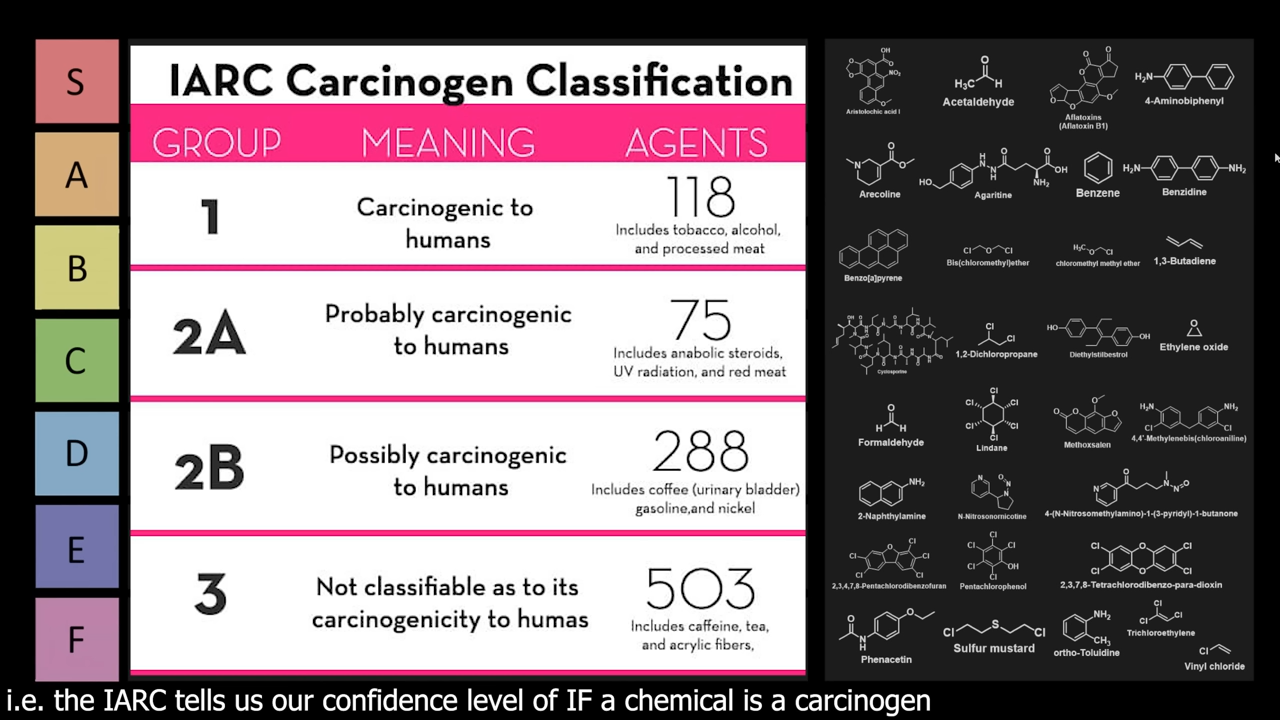 S
A
B
C
D
E
F
IARC Carcinogen Classification
GROUP MEANING AGENTS
1
Carcinogenic to
humans
118
Includes tobacco, alcohol,
and processed meat
2A
Probably carcinogenic
to humans
75
Includes anabolic steroids,
UV radiation, and red meat
2B
Possibly carcinogenic
to humans
288
Includes coffee (urinary bladder)
gasoline,and nickel
3
Not classifiable as to its
carcinogenicity to humas
503
Includes caffeine, tea,
and acrylic fibers,
Aristolochic acid I
Acetaldehyde
Aflatoxins
(Aflatoxin B1)
4-Aminobiphenyl
Arecoline
Agaritine
Benzene
Benzidine
Benzo[a]pyrene
Bis(chloromethyl)ether
chloromethyl methyl ether
1,3-Butadiene
Cyclosporine
1,2-Dichloropropane
Diethylstilbestrol
Ethylene oxide
Formaldehyde
Lindane
Methoxsalen
4,4'-Methylenebis(chloroaniline)
2-Naphthylamine
N-Nitrosonornicotine
4-(N-Nitrosomethylamino)-1-(3-pyridyl)-1-butanone
2,3,4,7,8-Pentachlorodibenzofuran
Pentachlorophenol
2,3,7,8-Tetrachlorodibenzo-para-dioxin
Phenacetin
Sulfur mustard
ortho-Toluidine
Trichloroethylene
Vinyl chloride
i.e. the IARC tells us our confidence level of IF a chemical is a carcinogen